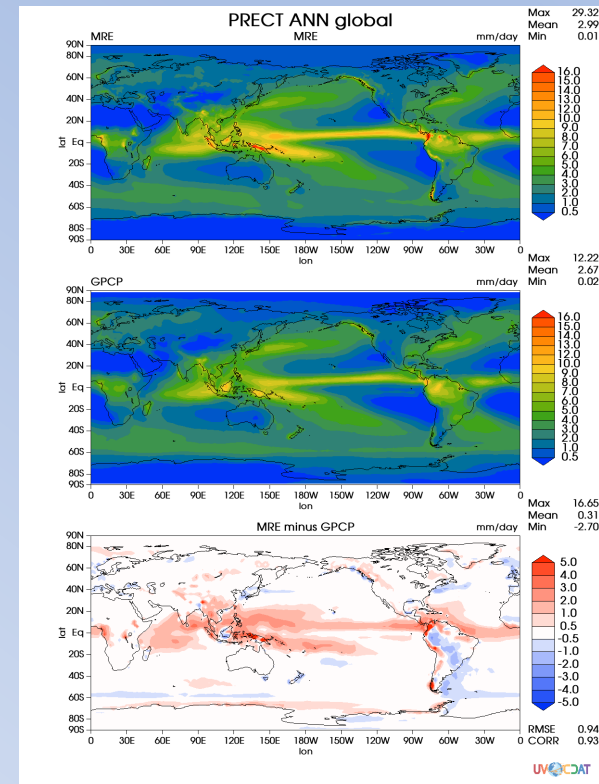 PRECT ANN global
MRE
MRE
mm/day
Max 29.32
Mean 2.99
Min 0.01
90N
80N
60N
40N
20N
Eq
20S
40S
60S
80S
90S
lat
0 30E 60E 90E 120E 150E 180W 150W 120W 90W 60W 30W 0
lon
16.0
15.0
14.0
13.0
12.0
10.0
9.0
8.0
7.0
6.0
5.0
4.0
3.0
2.0
1.0
0.5
GPCP
mm/day
Max 12.22
Mean 2.67
Min 0.02
90N
80N
60N
40N
20N
Eq
20S
40S
60S
80S
90S
lat
0 30E 60E 90E 120E 150E 180W 150W 120W 90W 60W 30W 0
lon
16.0
15.0
14.0
13.0
12.0
10.0
9.0
8.0
7.0
6.0
5.0
4.0
3.0
2.0
1.0
0.5
MRE minus GPCP
mm/day
Max 16.65
Mean 0.31
Min -2.70
90N
80N
60N
40N
20N
Eq
20S
40S
60S
80S
90S
lat
0 30E 60E 90E 120E 150E 180W 150W 120W 90W 60W 30W 0
lon
5.0
4.0
3.0
2.0
1.0
0.5
-0.5
-1.0
-2.0
-3.0
-4.0
-5.0
RMSE 0.94
CORR 0.93
UV CDAT